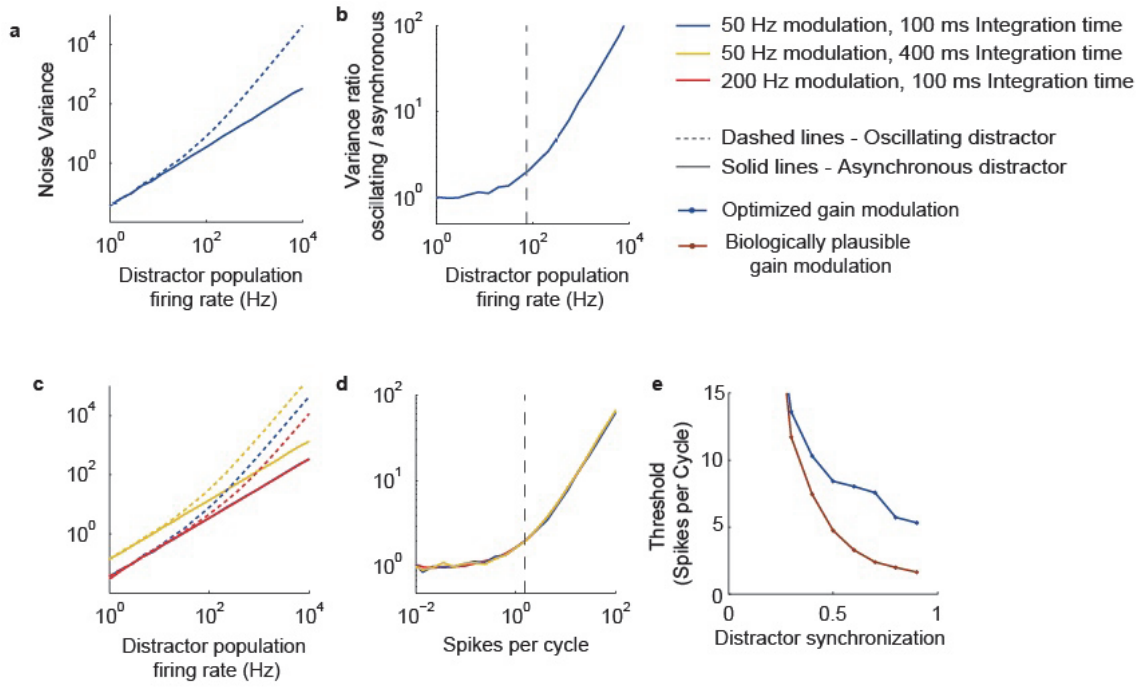 a
Noise Variance
10^4
10^2
10^0
10^0
10^2
10^4
Distractor population
firing rate (Hz)
b
Variance ratio
oscillating / asynchronous
10^2
10^1
10^0
10^0
10^2
10^4
Distractor population
firing rate (Hz)
50 Hz modulation, 100 ms Integration time
50 Hz modulation, 400 ms Integration time
200 Hz modulation, 100 ms Integration time
Dashed lines - Oscillating distractor
Solid lines - Asynchronous distractor
Optimized gain modulation
Biologically plausible
gain modulation
c
10^4
10^2
10^0
10^0
10^2
10^4
Distractor population
firing rate (Hz)
d
10^2
10^1
10^0
10^-2
10^0
10^2
Spikes per cycle
e
Threshold
(Spikes per Cycle)
15
10
5
0
0
0.5
1
Distractor synchronization